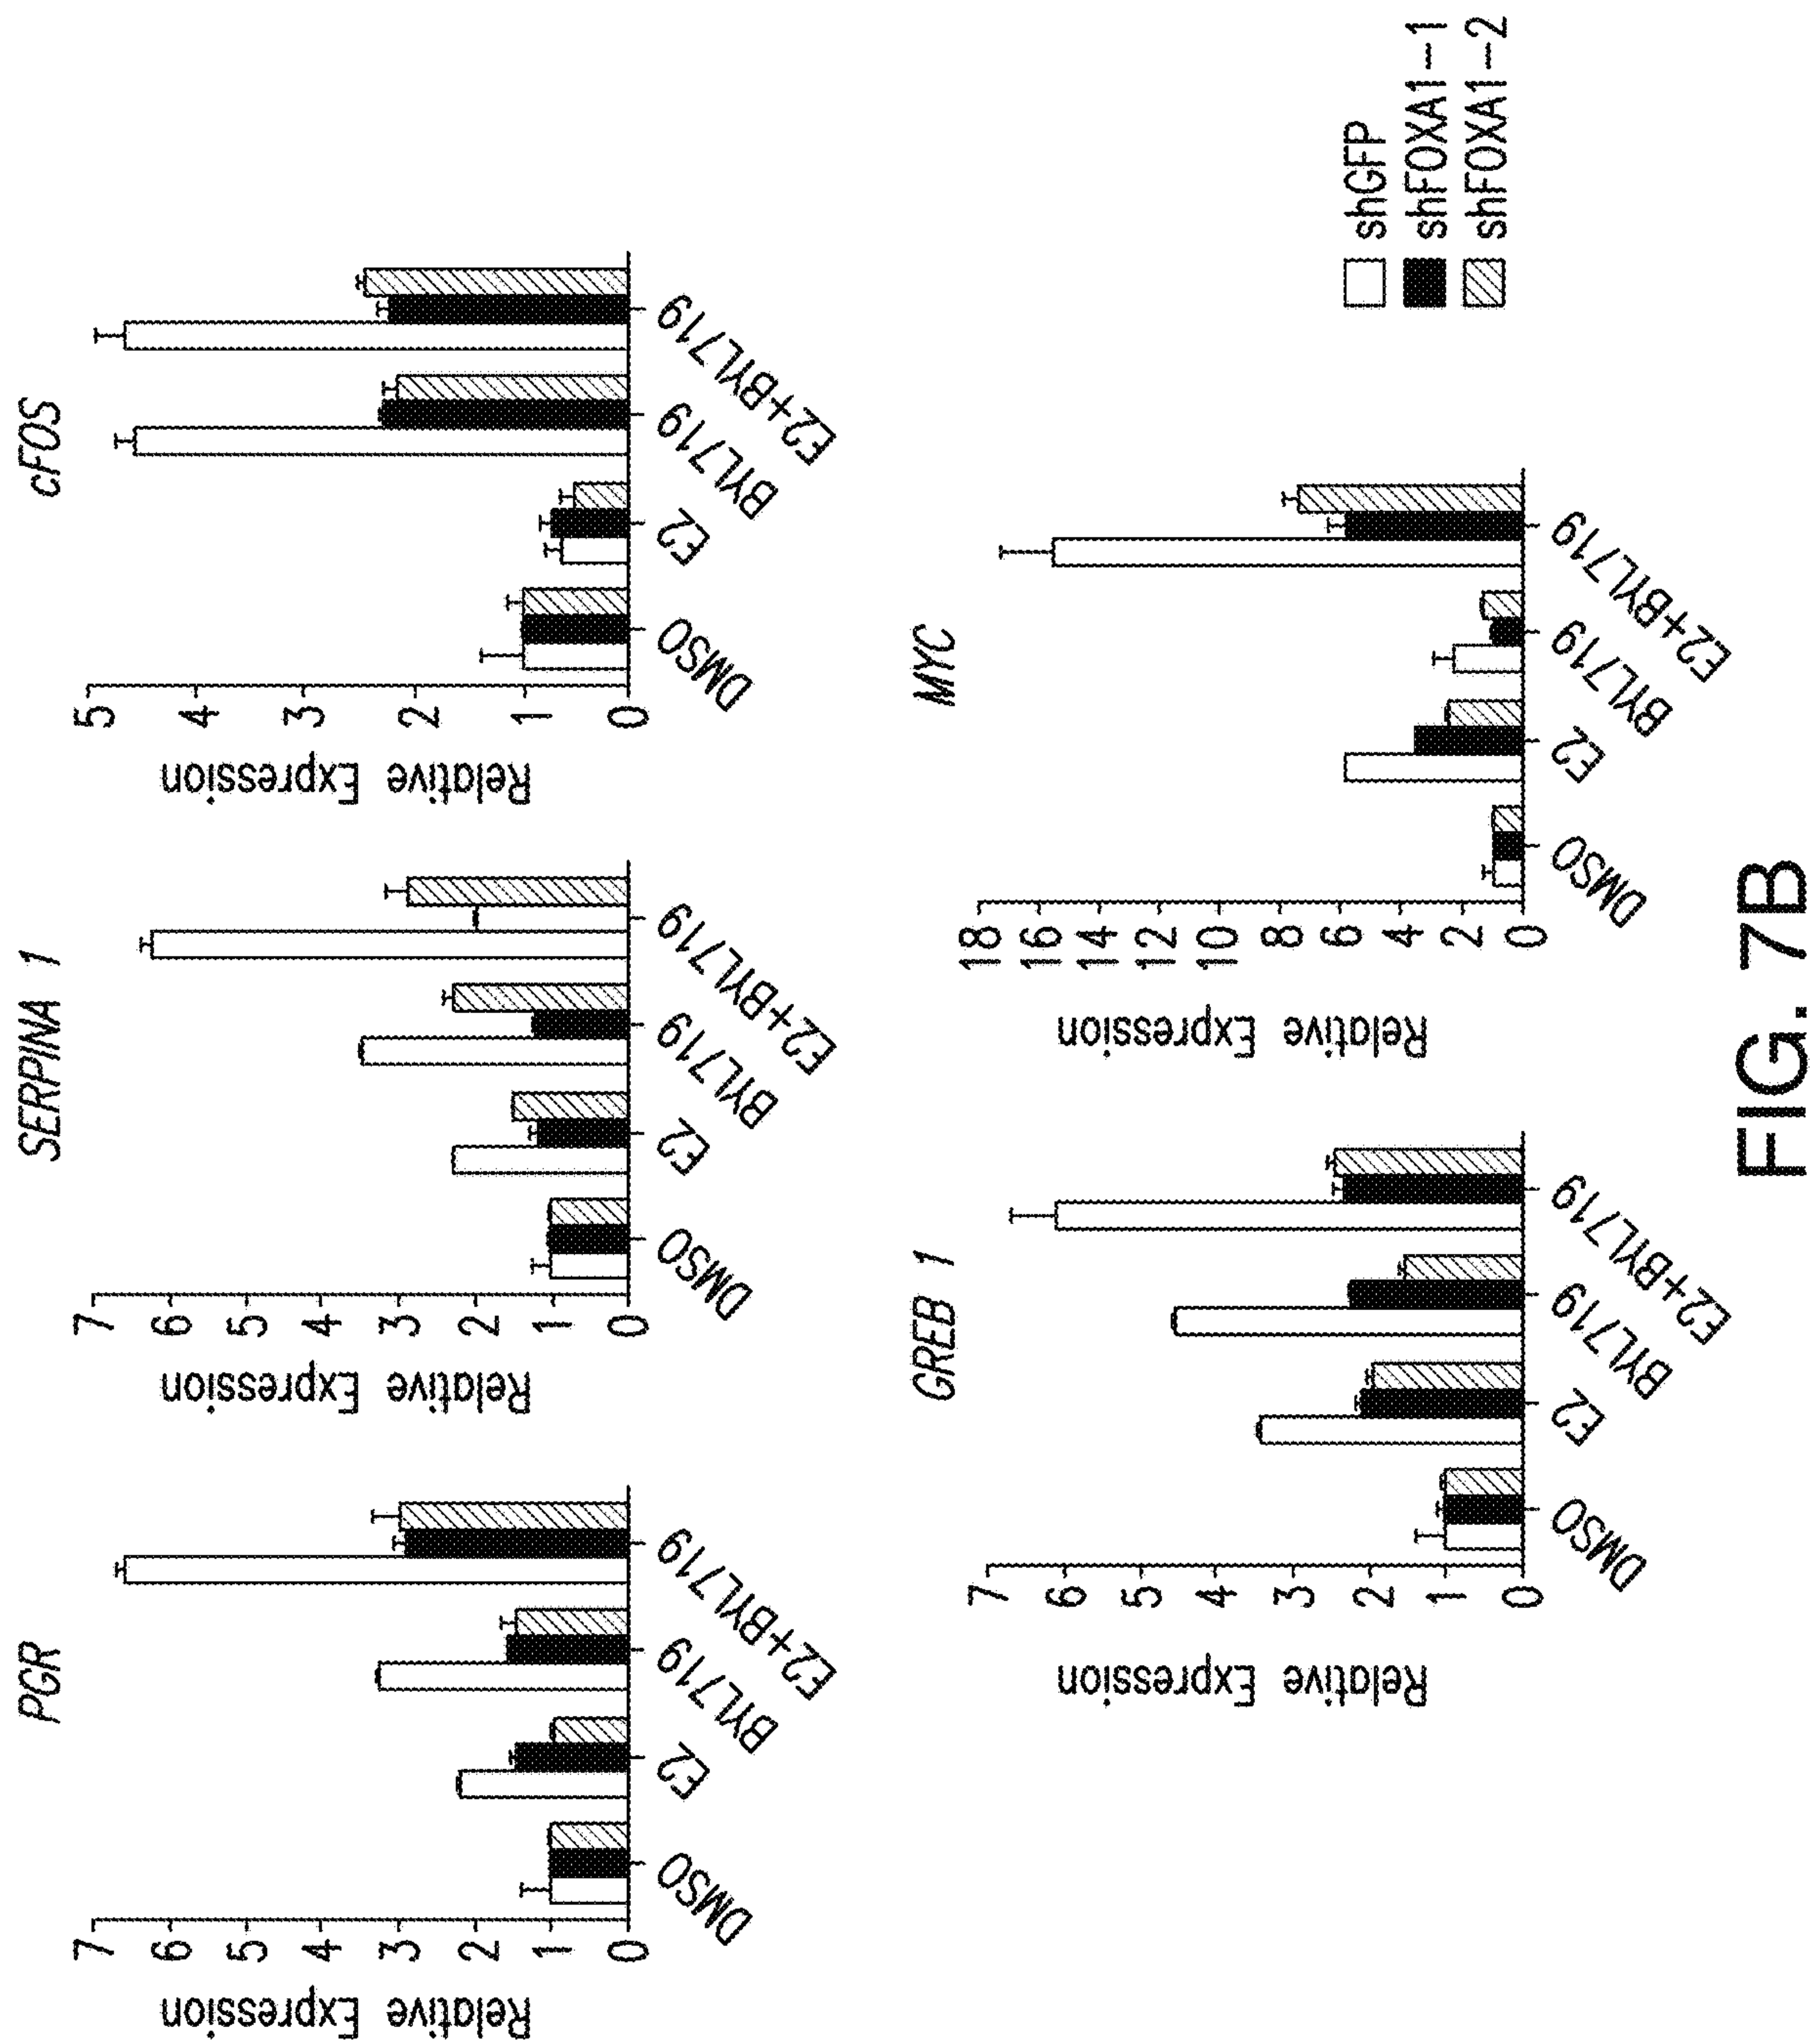 PGR
Relative Expression
7
6
5
4
3
2
1
0
DMSO
E2
BYL719
E2+BYL719
SERPINA 1
Relative Expression
7
6
5
4
3
2
1
0
DMSO
E2
BYL719
E2+BYL719
cFOS
Relative Expression
5
4
3
2
1
0
DMSO
E2
BYL719
E2+BYL719
GREB 1
Relative Expression
7
6
5
4
3
2
1
0
DMSO
E2
BYL719
E2+BYL719
MYC
Relative Expression
18
16
14
12
10
8
6
4
2
0
DMSO
E2
BYL719
E2+BYL719
shGFP
shFOXA1-1
shFOXA1-2
FIG. 7B